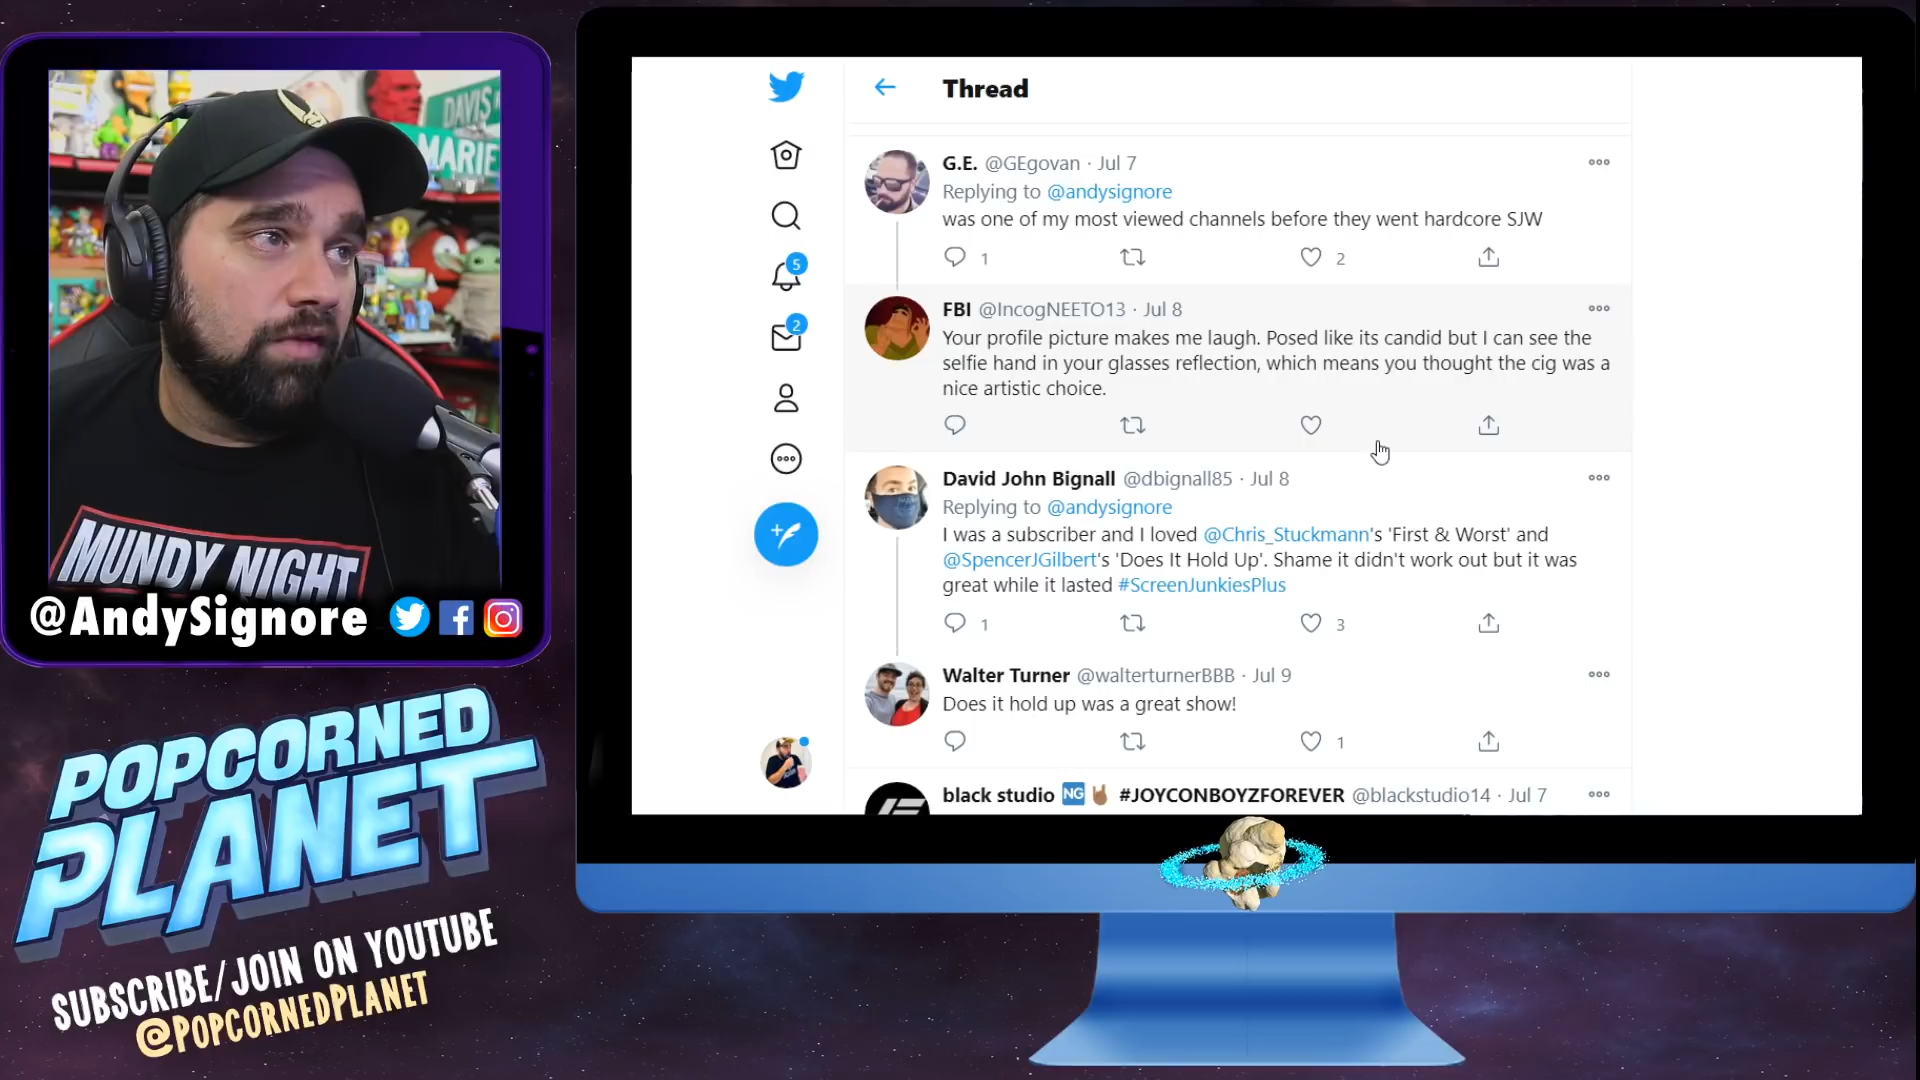 DAVIS
MARIE
MUNDY NIGHT
@AndySignore
POPCORNED
PLANET
SUBSCRIBE/JOIN ON YOUTUBE
@POPCORNEDPLANET
Thread
5
2
G.E. @GEgovan · Jul 7
Replying to @andysignore
was one of my most viewed channels before they went hardcore SJW
1 2
FBI @IncogNEETO13 · Jul 8
Your profile picture makes me laugh. Posed like its candid but I can see the
selfie hand in your glasses reflection, which means you thought the cig was a
nice artistic choice.
David John Bignall @dbignall85 · Jul 8
Replying to @andysignore
I was a subscriber and I loved @Chris_Stuckmann's 'First & Worst' and
@SpencerJGilbert's 'Does It Hold Up'. Shame it didn't work out but it was
great while it lasted #ScreenJunkiesPlus
1 3
Walter Turner @walterturnerBBB · Jul 9
Does it hold up was a great show!
1
black studio NG #JOYCONBOYZFOREVER @blackstudio14 · Jul 7